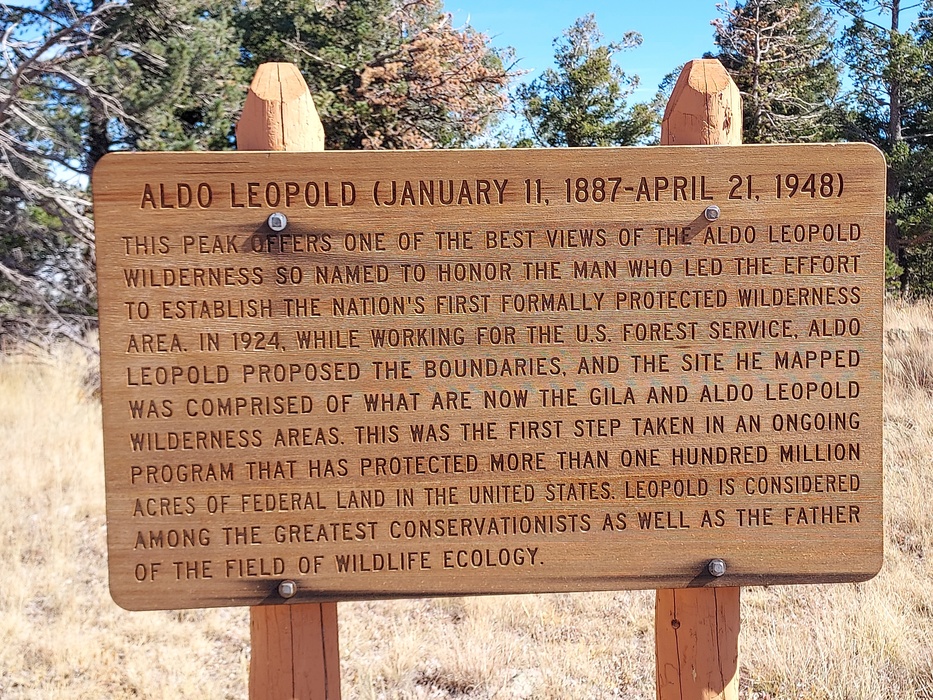 ALDO LEOPOLD (JANUARY 11, 1887-APRIL 21, 1948)
THIS PEAK OFFERS ONE OF THE BEST VIEWS OF THE ALDO LEOPOLD
WILDERNESS SO NAMED TO HONOR THE MAN WHO LED THE EFFORT
TO ESTABLISH THE NATION'S FIRST FORMALLY PROTECTED WILDERNESS
AREA. IN 1924, WHILE WORKING FOR THE U.S. FOREST SERVICE, ALDO
LEOPOLD PROPOSED THE BOUNDARIES, AND THE SITE HE MAPPED
WAS COMPRISED OF WHAT ARE NOW THE GILA AND ALDO LEOPOLD
WILDERNESS AREAS. THIS WAS THE FIRST STEP TAKEN IN AN ONGOING
PROGRAM THAT HAS PROTECTED MORE THAN ONE HUNDRED MILLION
ACRES OF FEDERAL LAND IN THE UNITED STATES. LEOPOLD IS CONSIDERED
AMONG THE GREATEST CONSERVATIONISTS AS WELL AS THE FATHER
OF THE FIELD OF WILDLIFE ECOLOGY.